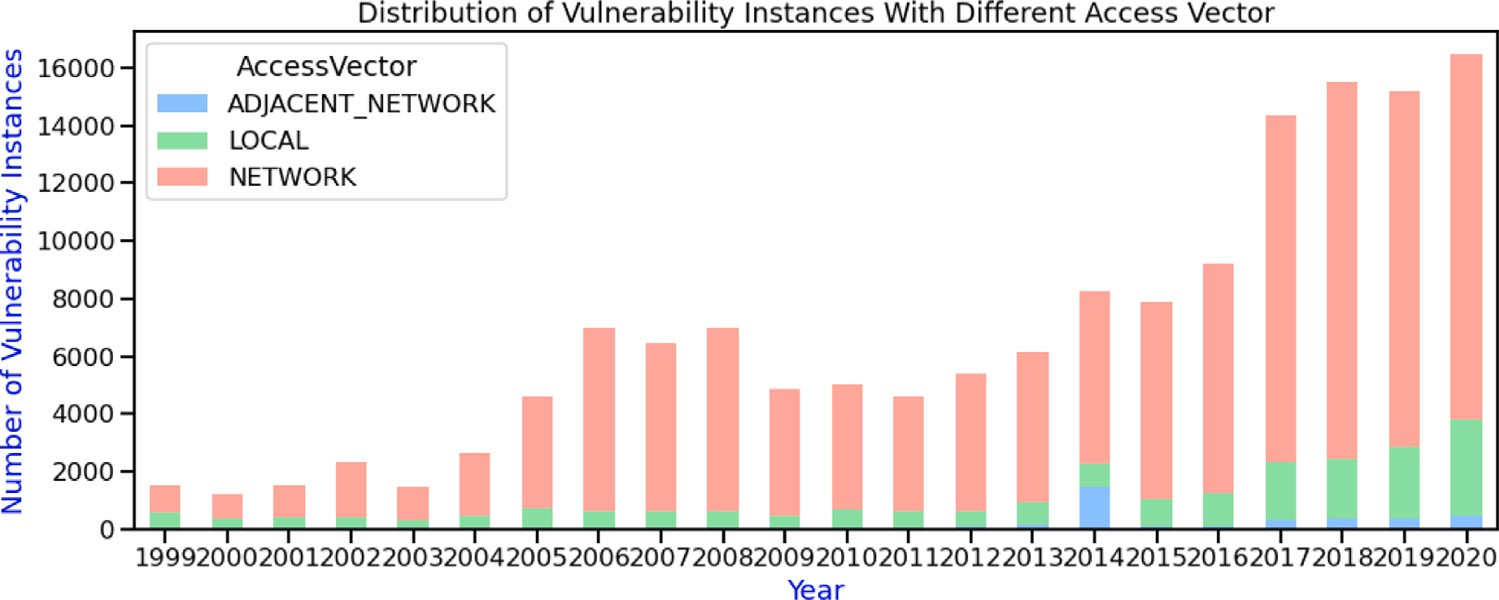 Distribution of Vulnerability Instances With Different Access Vector
Number of Vulnerability Instances
16000
14000
12000
10000
8000
6000
4000
2000
0
AccessVector
ADJACENT_NETWORK
LOCAL
NETWORK
1999 2000 2001 2002 2003 2004 2005 2006 2007 2008 2009 2010 2011 2012 2013 2014 2015 2016 2017 2018 2019 2020
Year